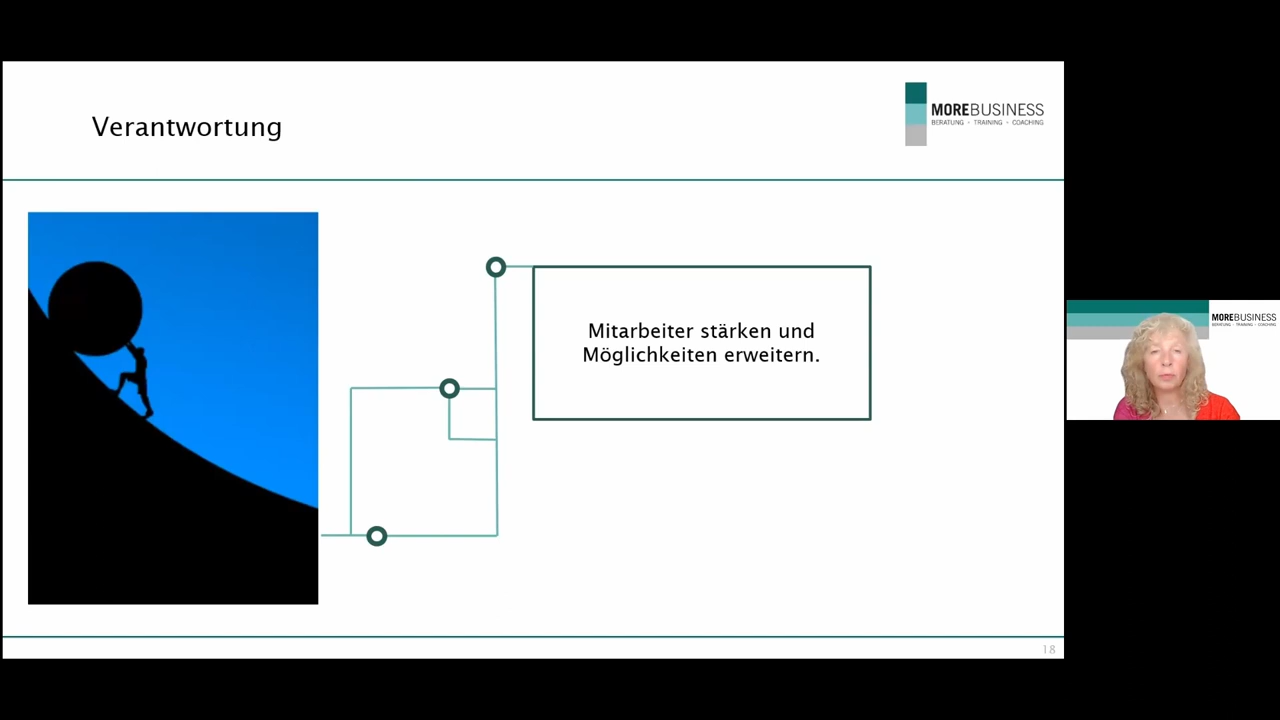 Verantwortung
MOREBUSINESS
BERATUNG • TRAINING • COACHING
Mitarbeiter stärken und
Möglichkeiten erweitern.
MOREBUSINESS
BERATUNG • TRAINING • COACHING
18